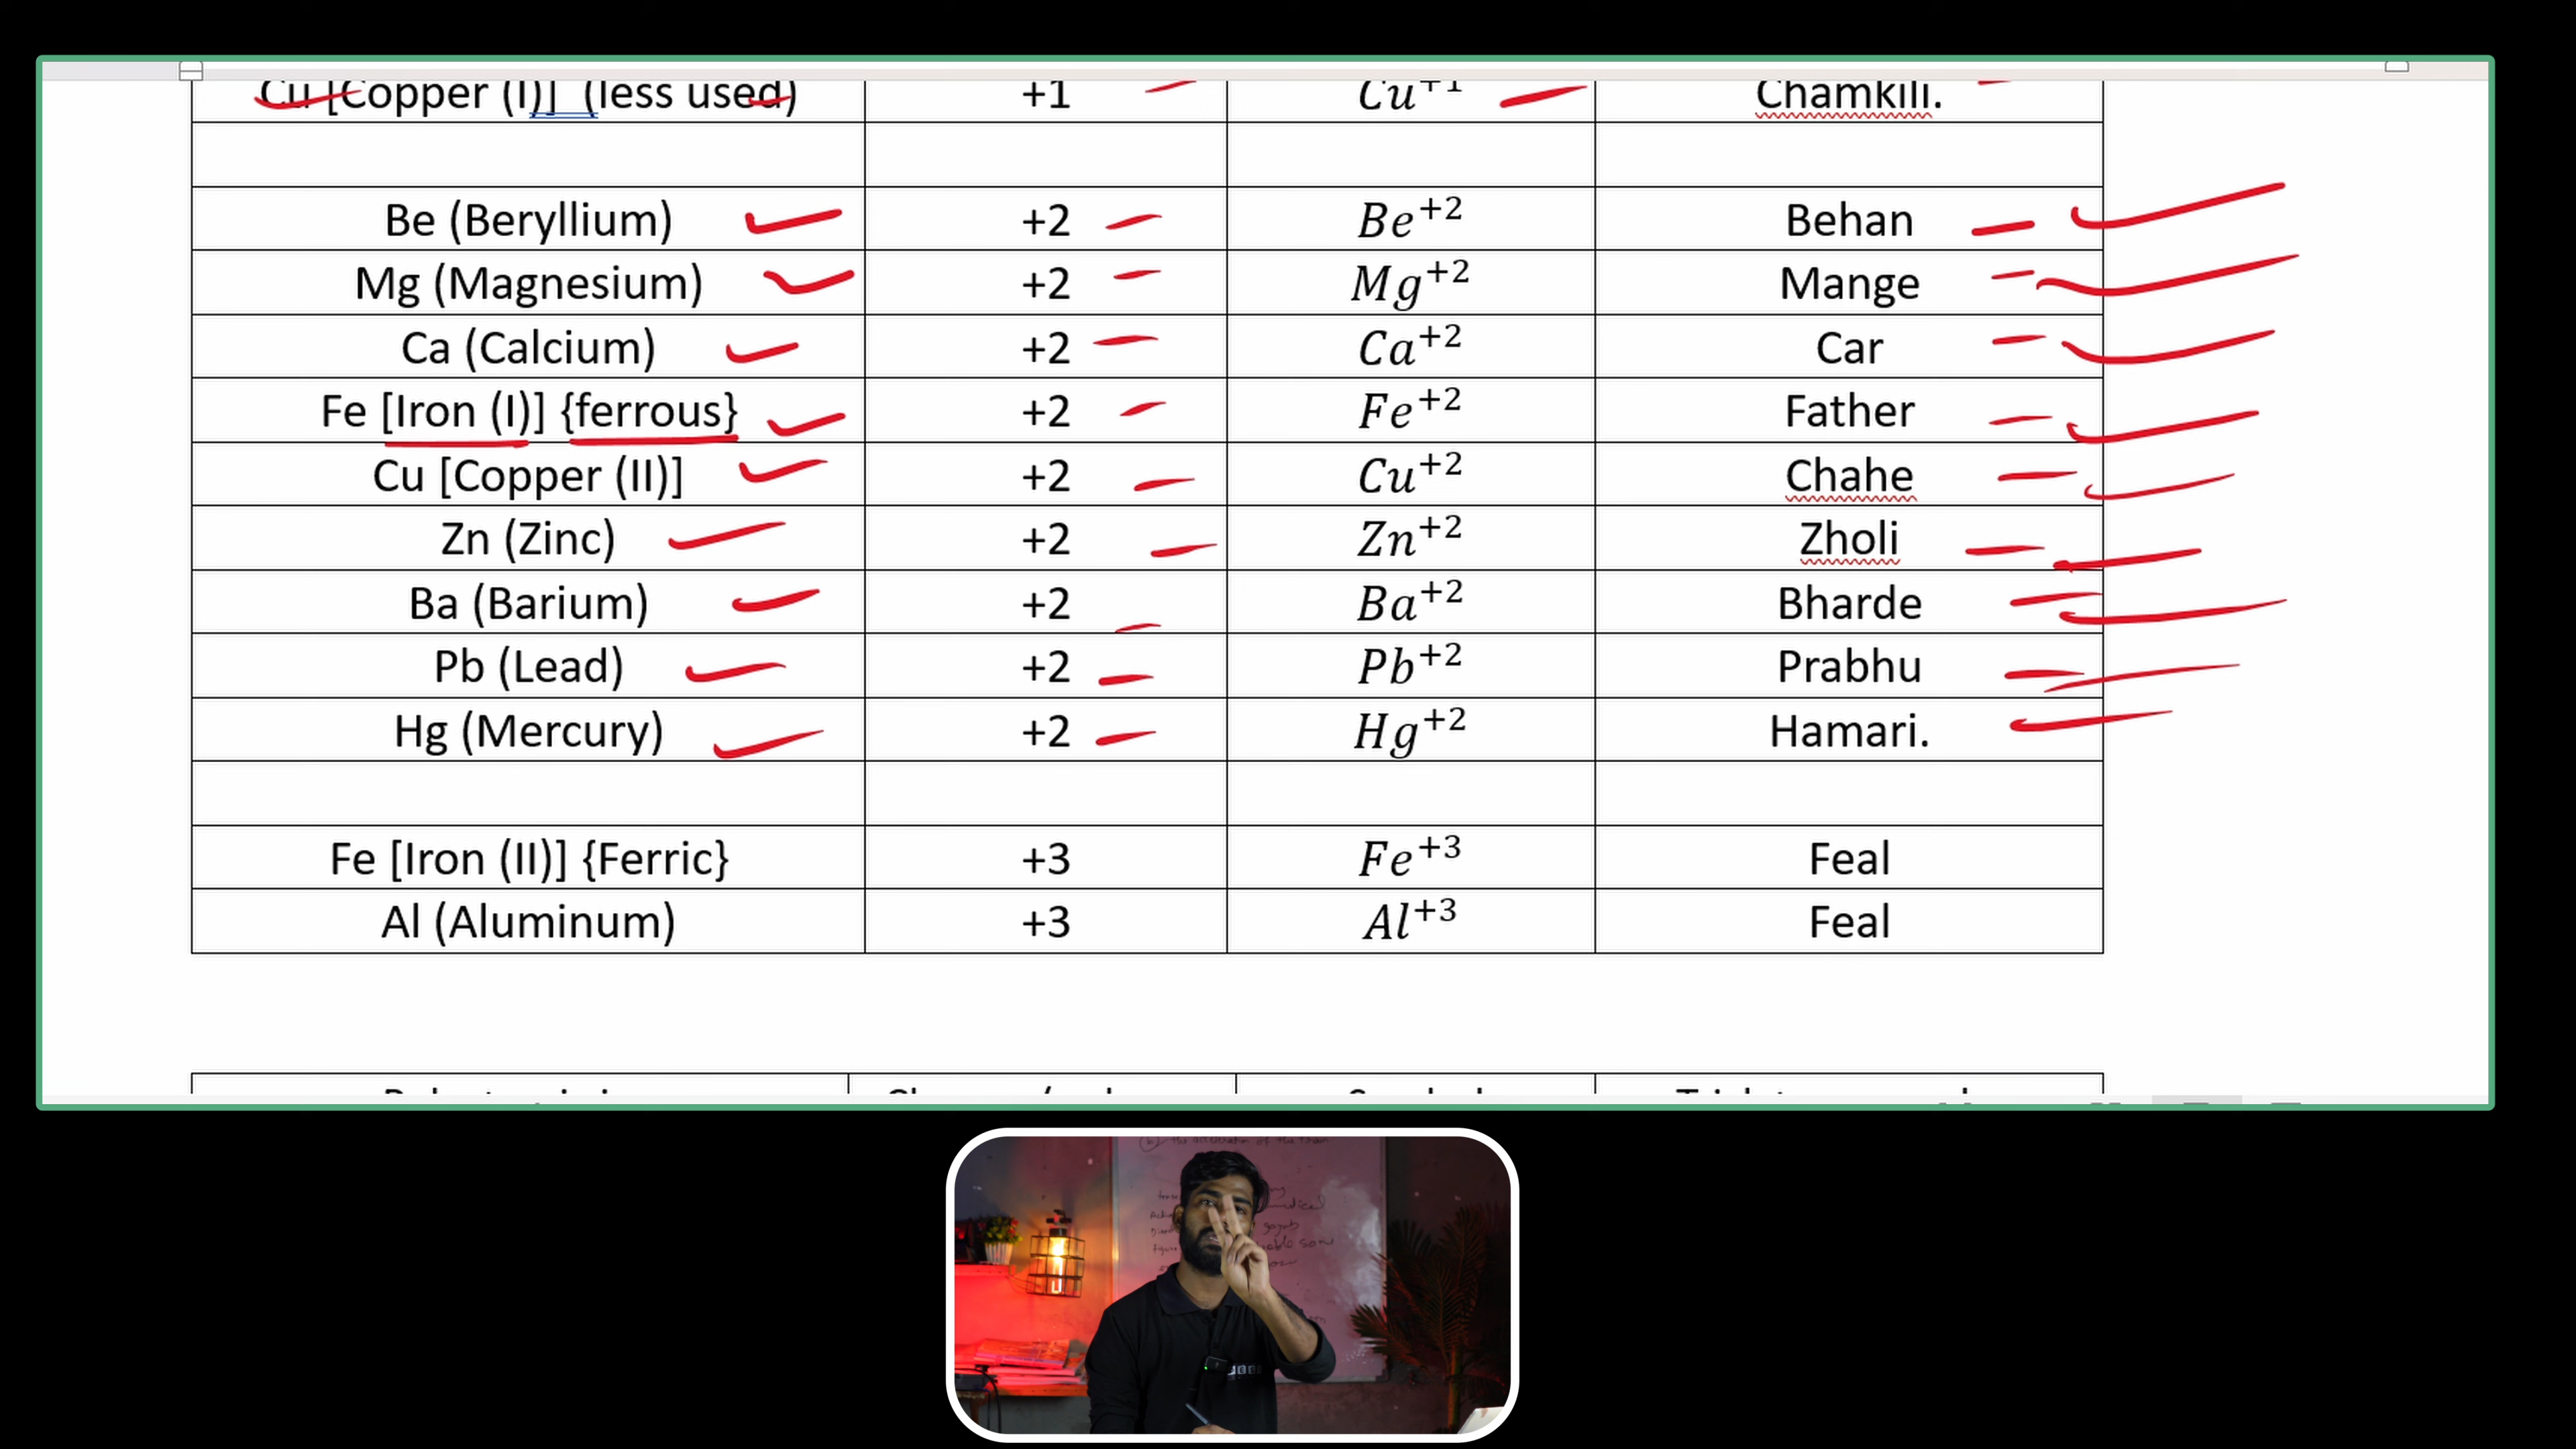 Cu [Copper (I)] (less used) +1 Cu+1 Chamkili.
Be (Beryllium) +2 Be+2 Behan
Mg (Magnesium) +2 Mg+2 Mange
Ca (Calcium) +2 Ca+2 Car
Fe [Iron (I)] {ferrous} +2 Fe+2 Father
Cu [Copper (II)] +2 Cu+2 Chahe
Zn (Zinc) +2 Zn+2 Zholi
Ba (Barium) +2 Ba+2 Bharde
Pb (Lead) +2 Pb+2 Prabhu
Hg (Mercury) +2 Hg+2 Hamari.
Fe [Iron (II)] {Ferric} +3 Fe+3 Feal
Al (Aluminum) +3 Al+3 Feal